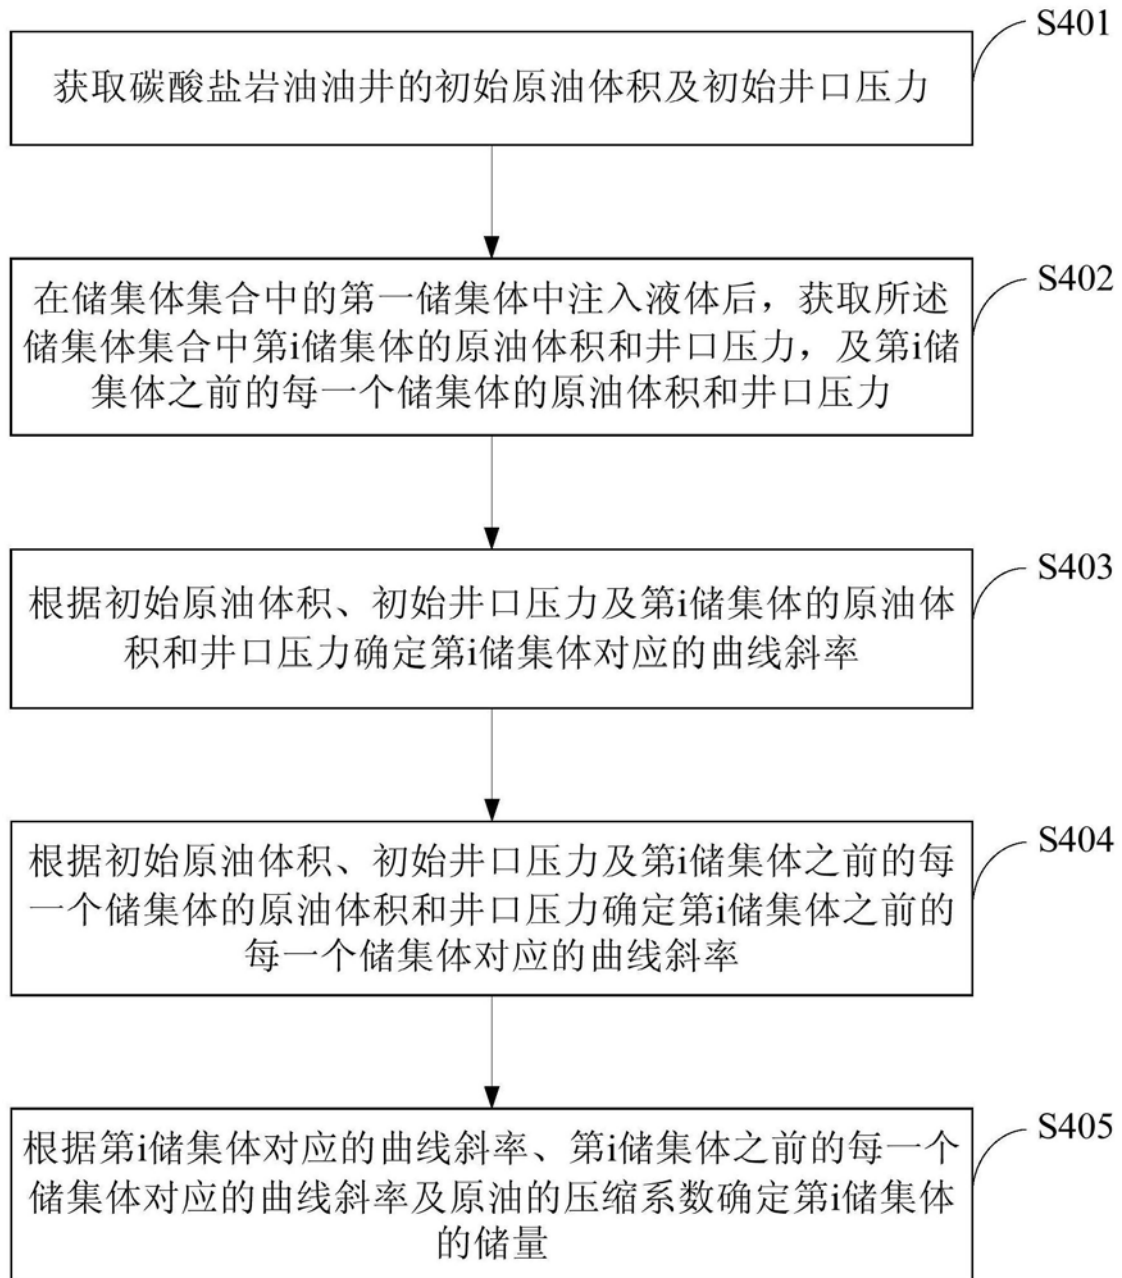 S401
获取碳酸盐岩油油井的初始原油体积及初始井口压力
S402
在储集体集合中的第一储集体中注入液体后，获取所述
储集体集合中第i储集体的原油体积和井口压力，及第i储
集体之前的每一个储集体的原油体积和井口压力
S403
根据初始原油体积、初始井口压力及第i储集体的原油体
积和井口压力确定第i储集体对应的曲线斜率
S404
根据初始原油体积、初始井口压力及第i储集体之前的每
一个储集体的原油体积和井口压力确定第i储集体之前的
每一个储集体对应的曲线斜率
S405
根据第i储集体对应的曲线斜率、第i储集体之前的每一个
储集体对应的曲线斜率及原油的压缩系数确定第i储集体
的储量